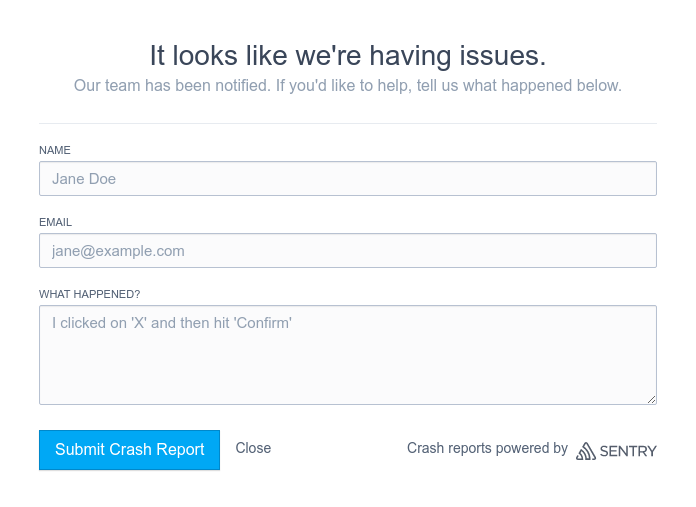 It looks like we're having issues.
Our team has been notified. If you'd like to help, tell us what happened below.
NAME
Jane Doe
EMAIL
jane@example.com
WHAT HAPPENED?
I clicked on 'X' and then hit 'Confirm'
Submit Crash Report
Close
Crash reports powered by SENTRY